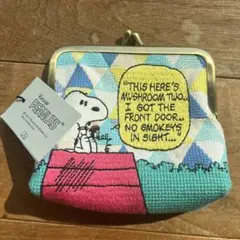 "THIS HERE'S
MUSHROOM TWO..
I GOT THE
FRONT DOOR..
NO SMOKEYS
IN SIGHT..."
PEANUTS